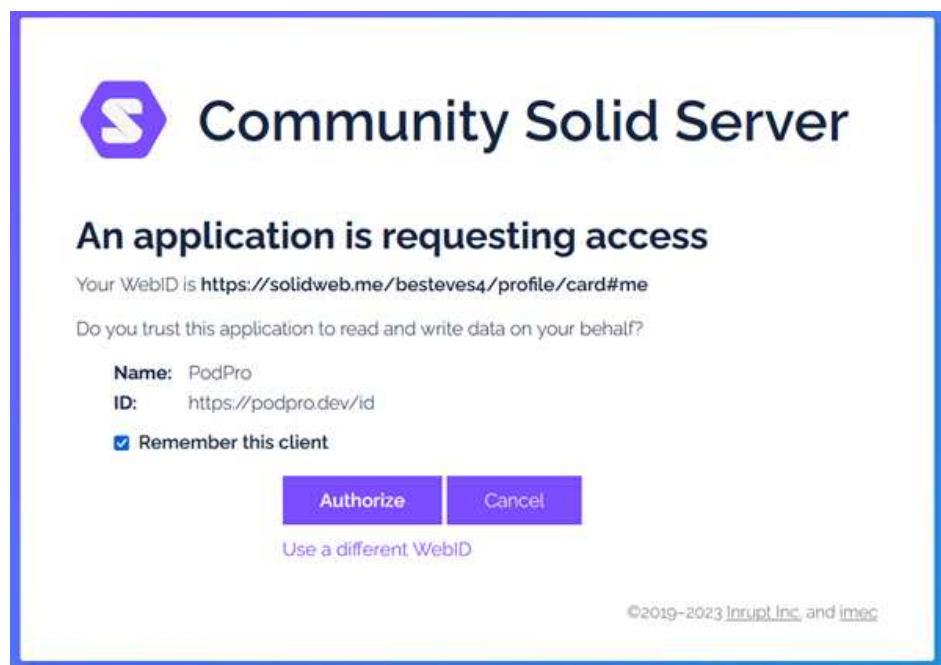 Community Solid Server
An application is requesting access
Your WebID is https://solidweb.me/besteves4/profile/card#me
Do you trust this application to read and write data on your behalf?
Name: PodPro
ID: https://podpro.dev/id
Remember this client
Authorize Cancel
Use a different WebID
©2019–2023 Inrupt Inc. and imec